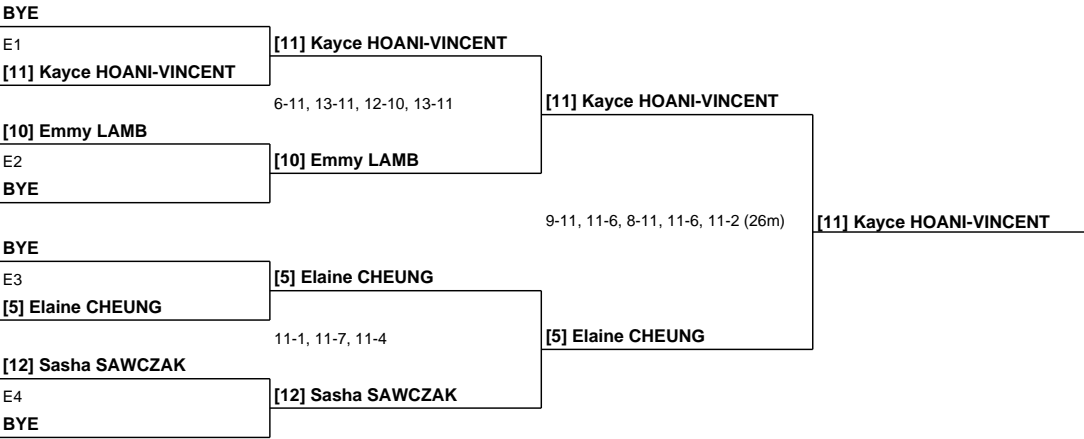 BYE
E1
[11] Kayce HOANI-VINCENT
[11] Kayce HOANI-VINCENT
6-11, 13-11, 12-10, 13-11
[11] Kayce HOANI-VINCENT
[10] Emmy LAMB
E2
[10] Emmy LAMB
BYE
9-11, 11-6, 8-11, 11-6, 11-2 (26m)
[11] Kayce HOANI-VINCENT
BYE
E3
[5] Elaine CHEUNG
[5] Elaine CHEUNG
11-1, 11-7, 11-4
[5] Elaine CHEUNG
[12] Sasha SAWCZAK
E4
[12] Sasha SAWCZAK
BYE